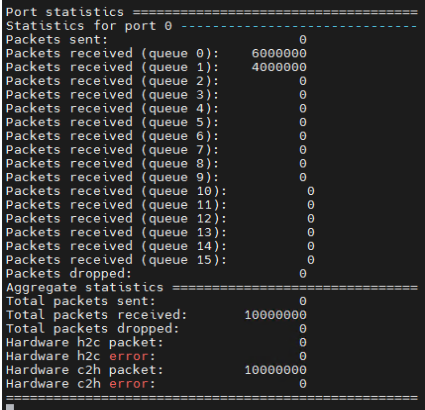 Port statistics ====================================
Statistics for port 0 ------------------------------
Packets sent: 0
Packets received (queue 0): 6000000
Packets received (queue 1): 4000000
Packets received (queue 2): 0
Packets received (queue 3): 0
Packets received (queue 4): 0
Packets received (queue 5): 0
Packets received (queue 6): 0
Packets received (queue 7): 0
Packets received (queue 8): 0
Packets received (queue 9): 0
Packets received (queue 10): 0
Packets received (queue 11): 0
Packets received (queue 12): 0
Packets received (queue 13): 0
Packets received (queue 14): 0
Packets received (queue 15): 0
Packets dropped: 0
Aggregate statistics ===============================
Total packets sent: 0
Total packets received: 10000000
Total packets dropped: 0
Hardware h2c packet: 0
Hardware h2c error: 0
Hardware c2h packet: 10000000
Hardware c2h error: 0
====================================================